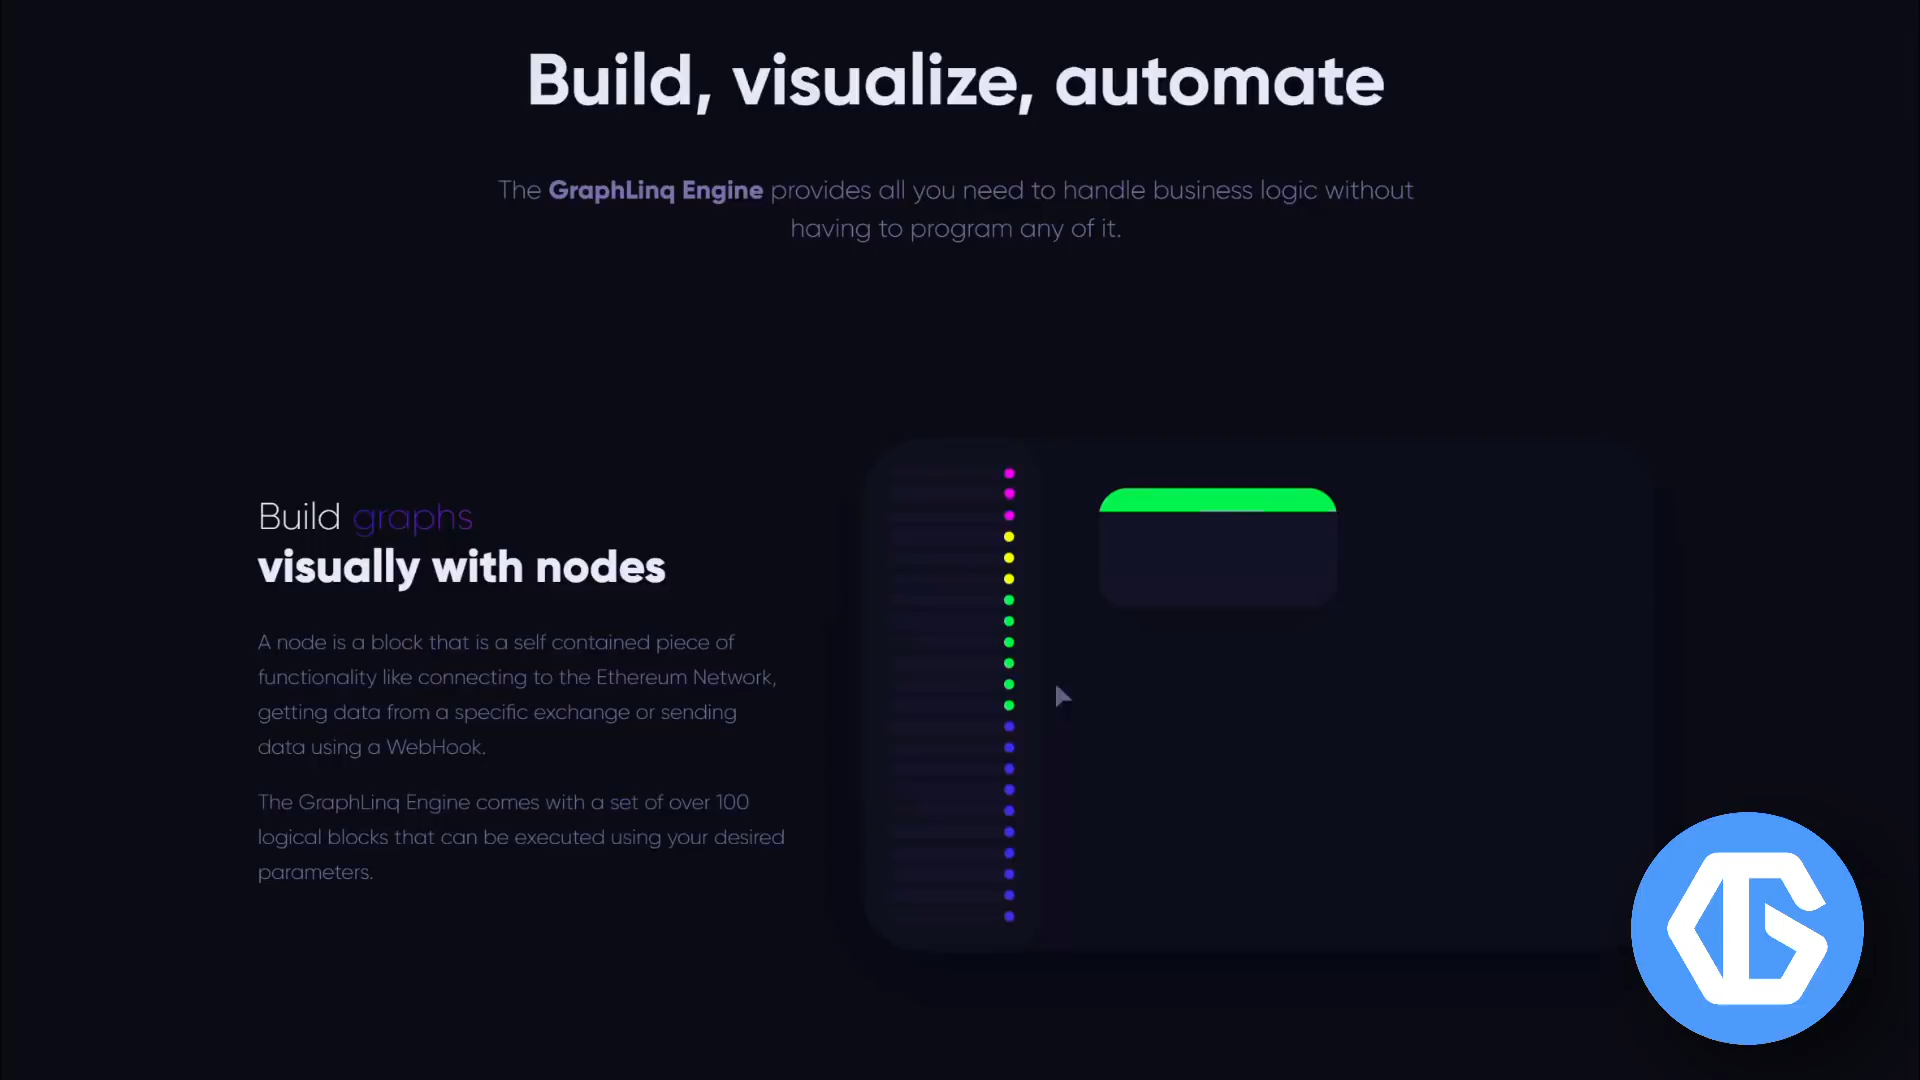 Build, visualize, automate
The GraphLinq Engine provides all you need to handle business logic without
having to program any of it.
Build graphs
visually with nodes
A node is a block that is a self contained piece of
functionality like connecting to the Ethereum Network,
getting data from a specific exchange or sending
data using a WebHook.
The GraphLinq Engine comes with a set of over 100
logical blocks that can be executed using your desired
parameters.